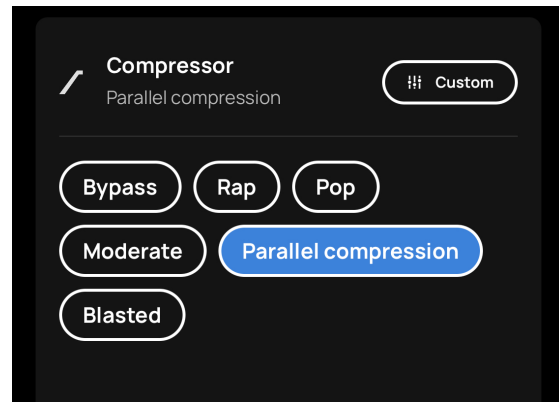 Compressor
Parallel compression
Custom
Bypass
Rap
Pop
Moderate
Parallel compression
Blasted